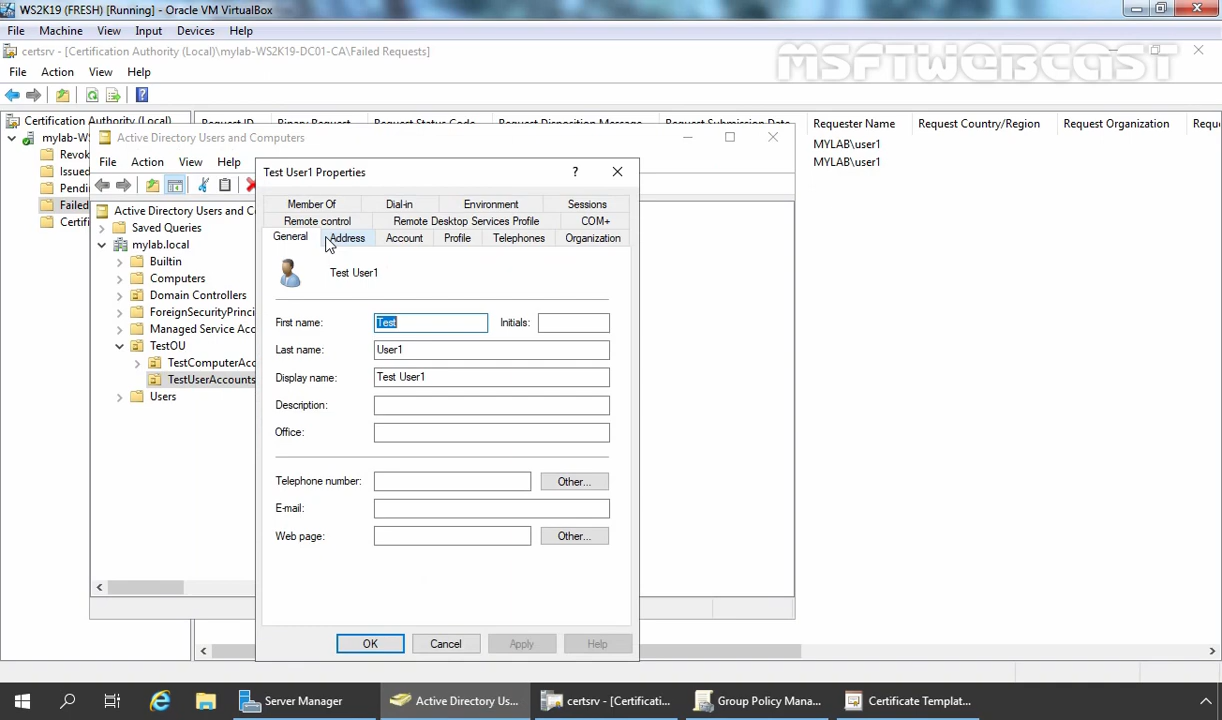 WS2K19 (FRESH) [Running] - Oracle VM VirtualBox
File Machine View Input Devices Help
certsrv - [Certification Authority (Local)\mylab-WS2K19-DC01-CA\Failed Requests]
MSFTWEBCAST
File Action View Help
Certification Authority (Local)
Request ID Binary Request Request Status Code Request Disposition Message Request Submission Date Requester Name Request Country/Region Request Organization Reque
mylab-WS
Revok
Issued
Pendi
Failed
Certifi
MYLAB\user1
MYLAB\user1
Active Directory Users and Computers
File Action View Help
Active Directory Users and Co
Saved Queries
mylab.local
Builtin
Computers
Domain Controllers
ForeignSecurityPrinci
Managed Service Acc
TestOU
TestComputerAcc
TestUserAccounts
Users
Test User1 Properties
Member Of Dial-in Environment Sessions
Remote control Remote Desktop Services Profile COM+
General Address Account Profile Telephones Organization
Test User1
First name: Test Initials:
Last name: User1
Display name: Test User1
Description:
Office:
Telephone number: Other...
E-mail:
Web page: Other...
OK Cancel Apply Help
Server Manager Active Directory Us... certsrv - [Certificati... Group Policy Mana... Certificate Templat...